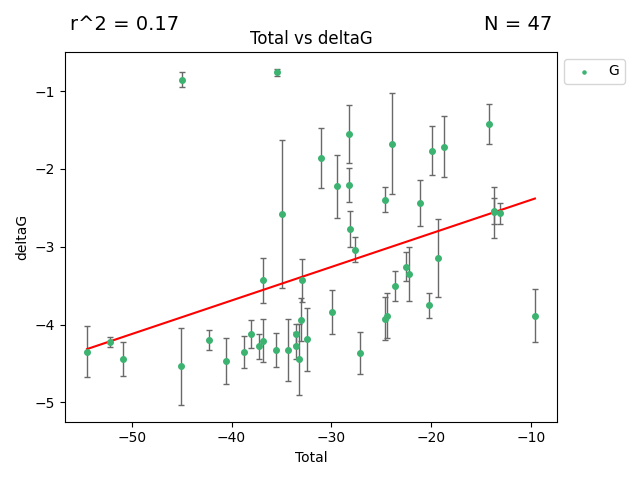 r^2 = 0.17
N = 47
Total vs deltaG
G
deltaG
−1
−2
−3
−4
−5
−50
−40
−30
−20
−10
Total